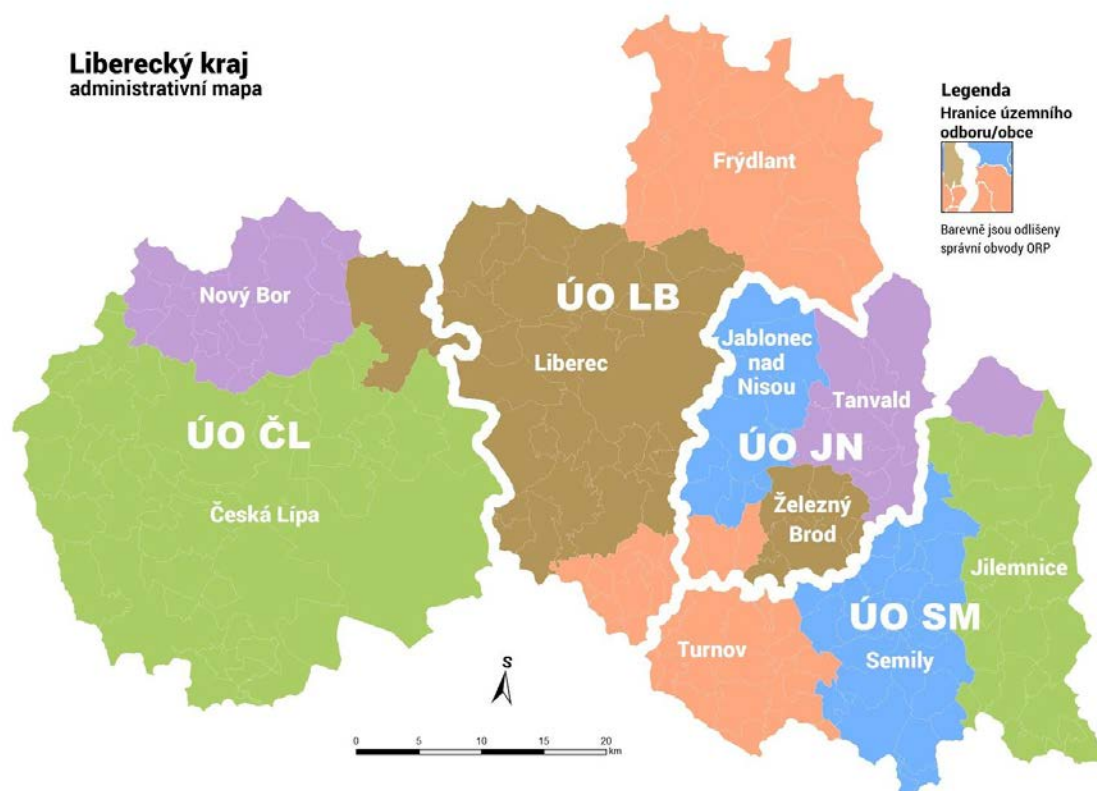 Liberecký kraj
administrativní mapa
Legenda
Hranice územního
odboru/obce
Barevně jsou odlišeny
správní obvody ORP
Frýdlant
Nový Bor
ÚO LB
Liberec
Jablonec
nad
Nisou
Tanvald
ÚO ČL
ÚO JN
Česká Lípa
Železný
Brod
Jilemnice
ÚO SM
Turnov
Semily
S
0 5 10 15 20
km